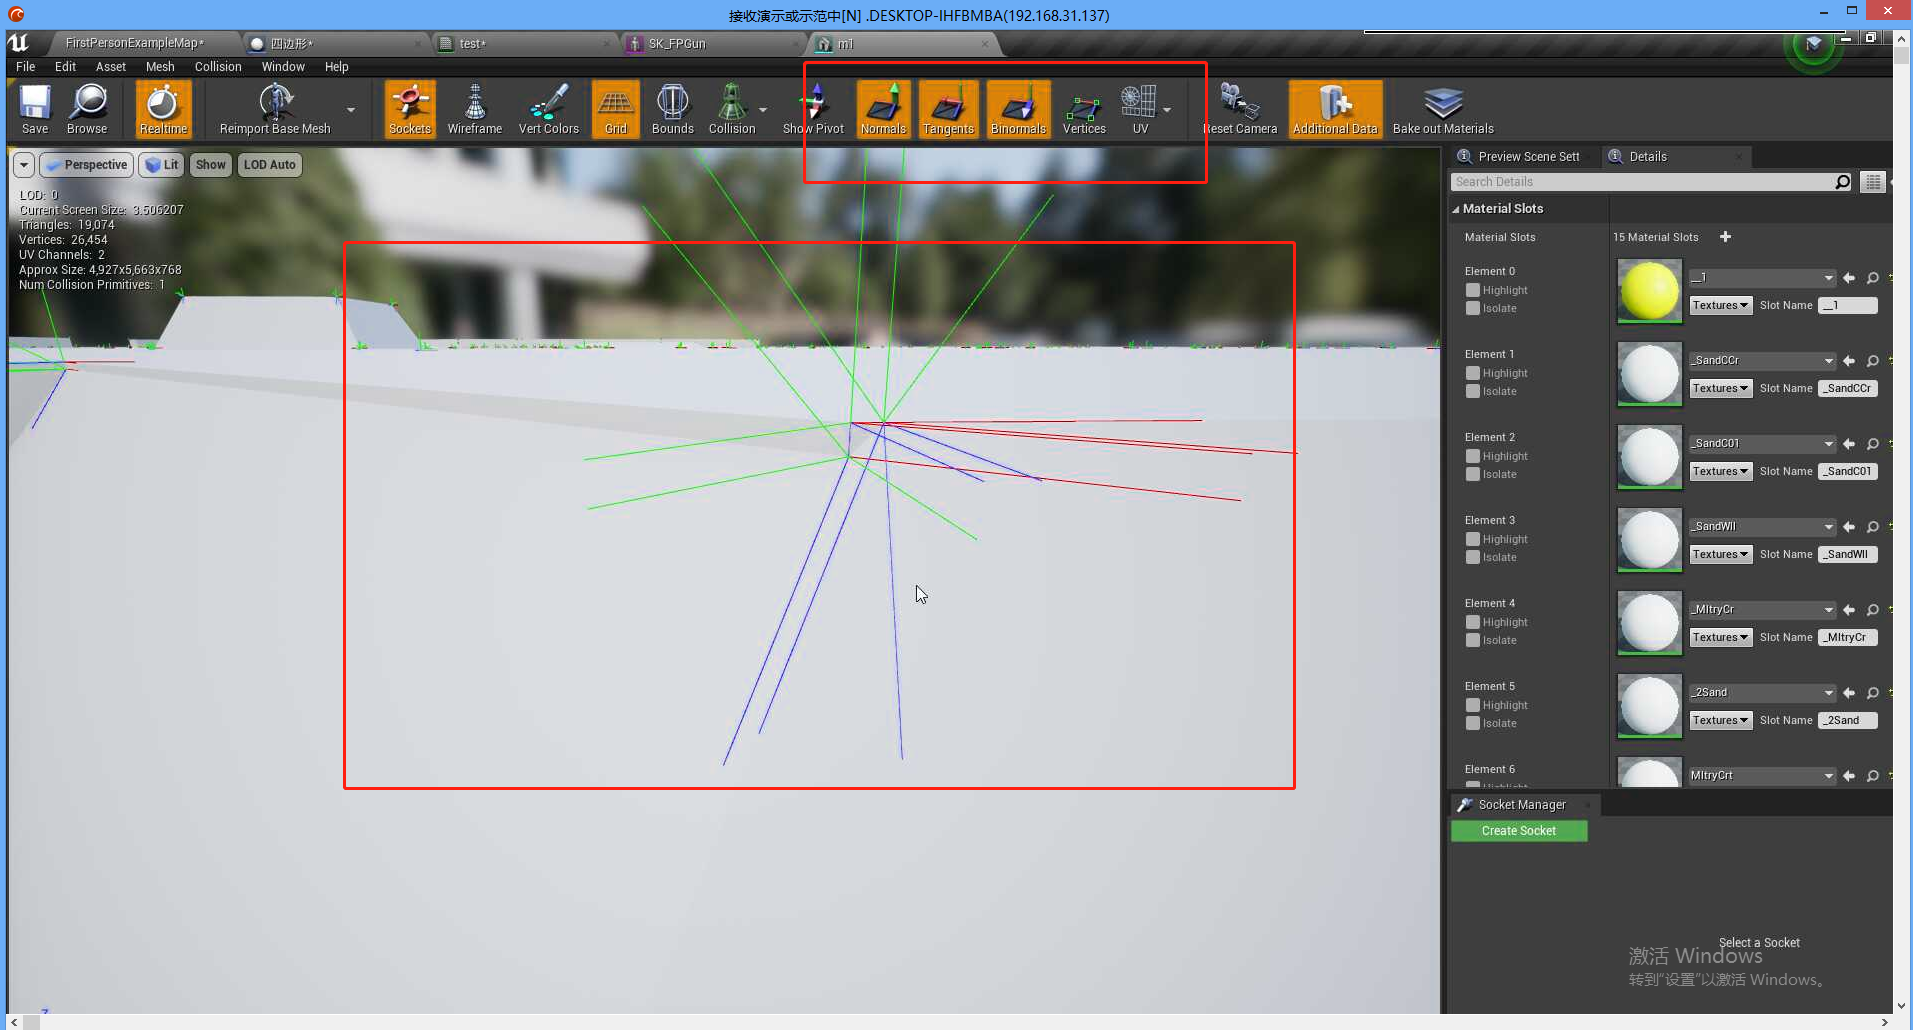 接收演示或示范中[N] .DESKTOP-IHFBMBA(192.168.31.137)
FirstPersonExampleMap*
四边形*
test*
SK_FPGun
m1
File Edit Asset Mesh Collision Window Help
Save
Browse
Realtime
Reimport Base Mesh
Sockets
Wireframe
Vert Colors
Grid
Bounds
Collision
Show Pivot
Normals
Tangents
Binormals
Vertices
UV
Reset Camera
Additional Data
Bake out Materials
Perspective
Lit
Show
LOD Auto
LOD: 0
Current Screen Size: 3.506207
Triangles: 19,074
Vertices: 26,454
UV Channels: 2
Approx Size: 4,927x5,663x768
Num Collision Primitives: 1
Preview Scene Sett
Details
Search Details
Material Slots
Material Slots
15 Material Slots
Element 0
Highlight
Isolate
__1
Textures
Slot Name
__1
Element 1
Highlight
Isolate
_SandCCr
Textures
Slot Name
_SandCCr
Element 2
Highlight
Isolate
_SandC01
Textures
Slot Name
_SandC01
Element 3
Highlight
Isolate
_SandWll
Textures
Slot Name
_SandWll
Element 4
Highlight
Isolate
_MltryCr
Textures
Slot Name
_MltryCr
Element 5
Highlight
Isolate
_2Sand
Textures
Slot Name
_2Sand
Element 6
Highlight
MltryCrt
Socket Manager
Create Socket
Select a Socket
激活 Windows
转到“设置”以激活 Windows。